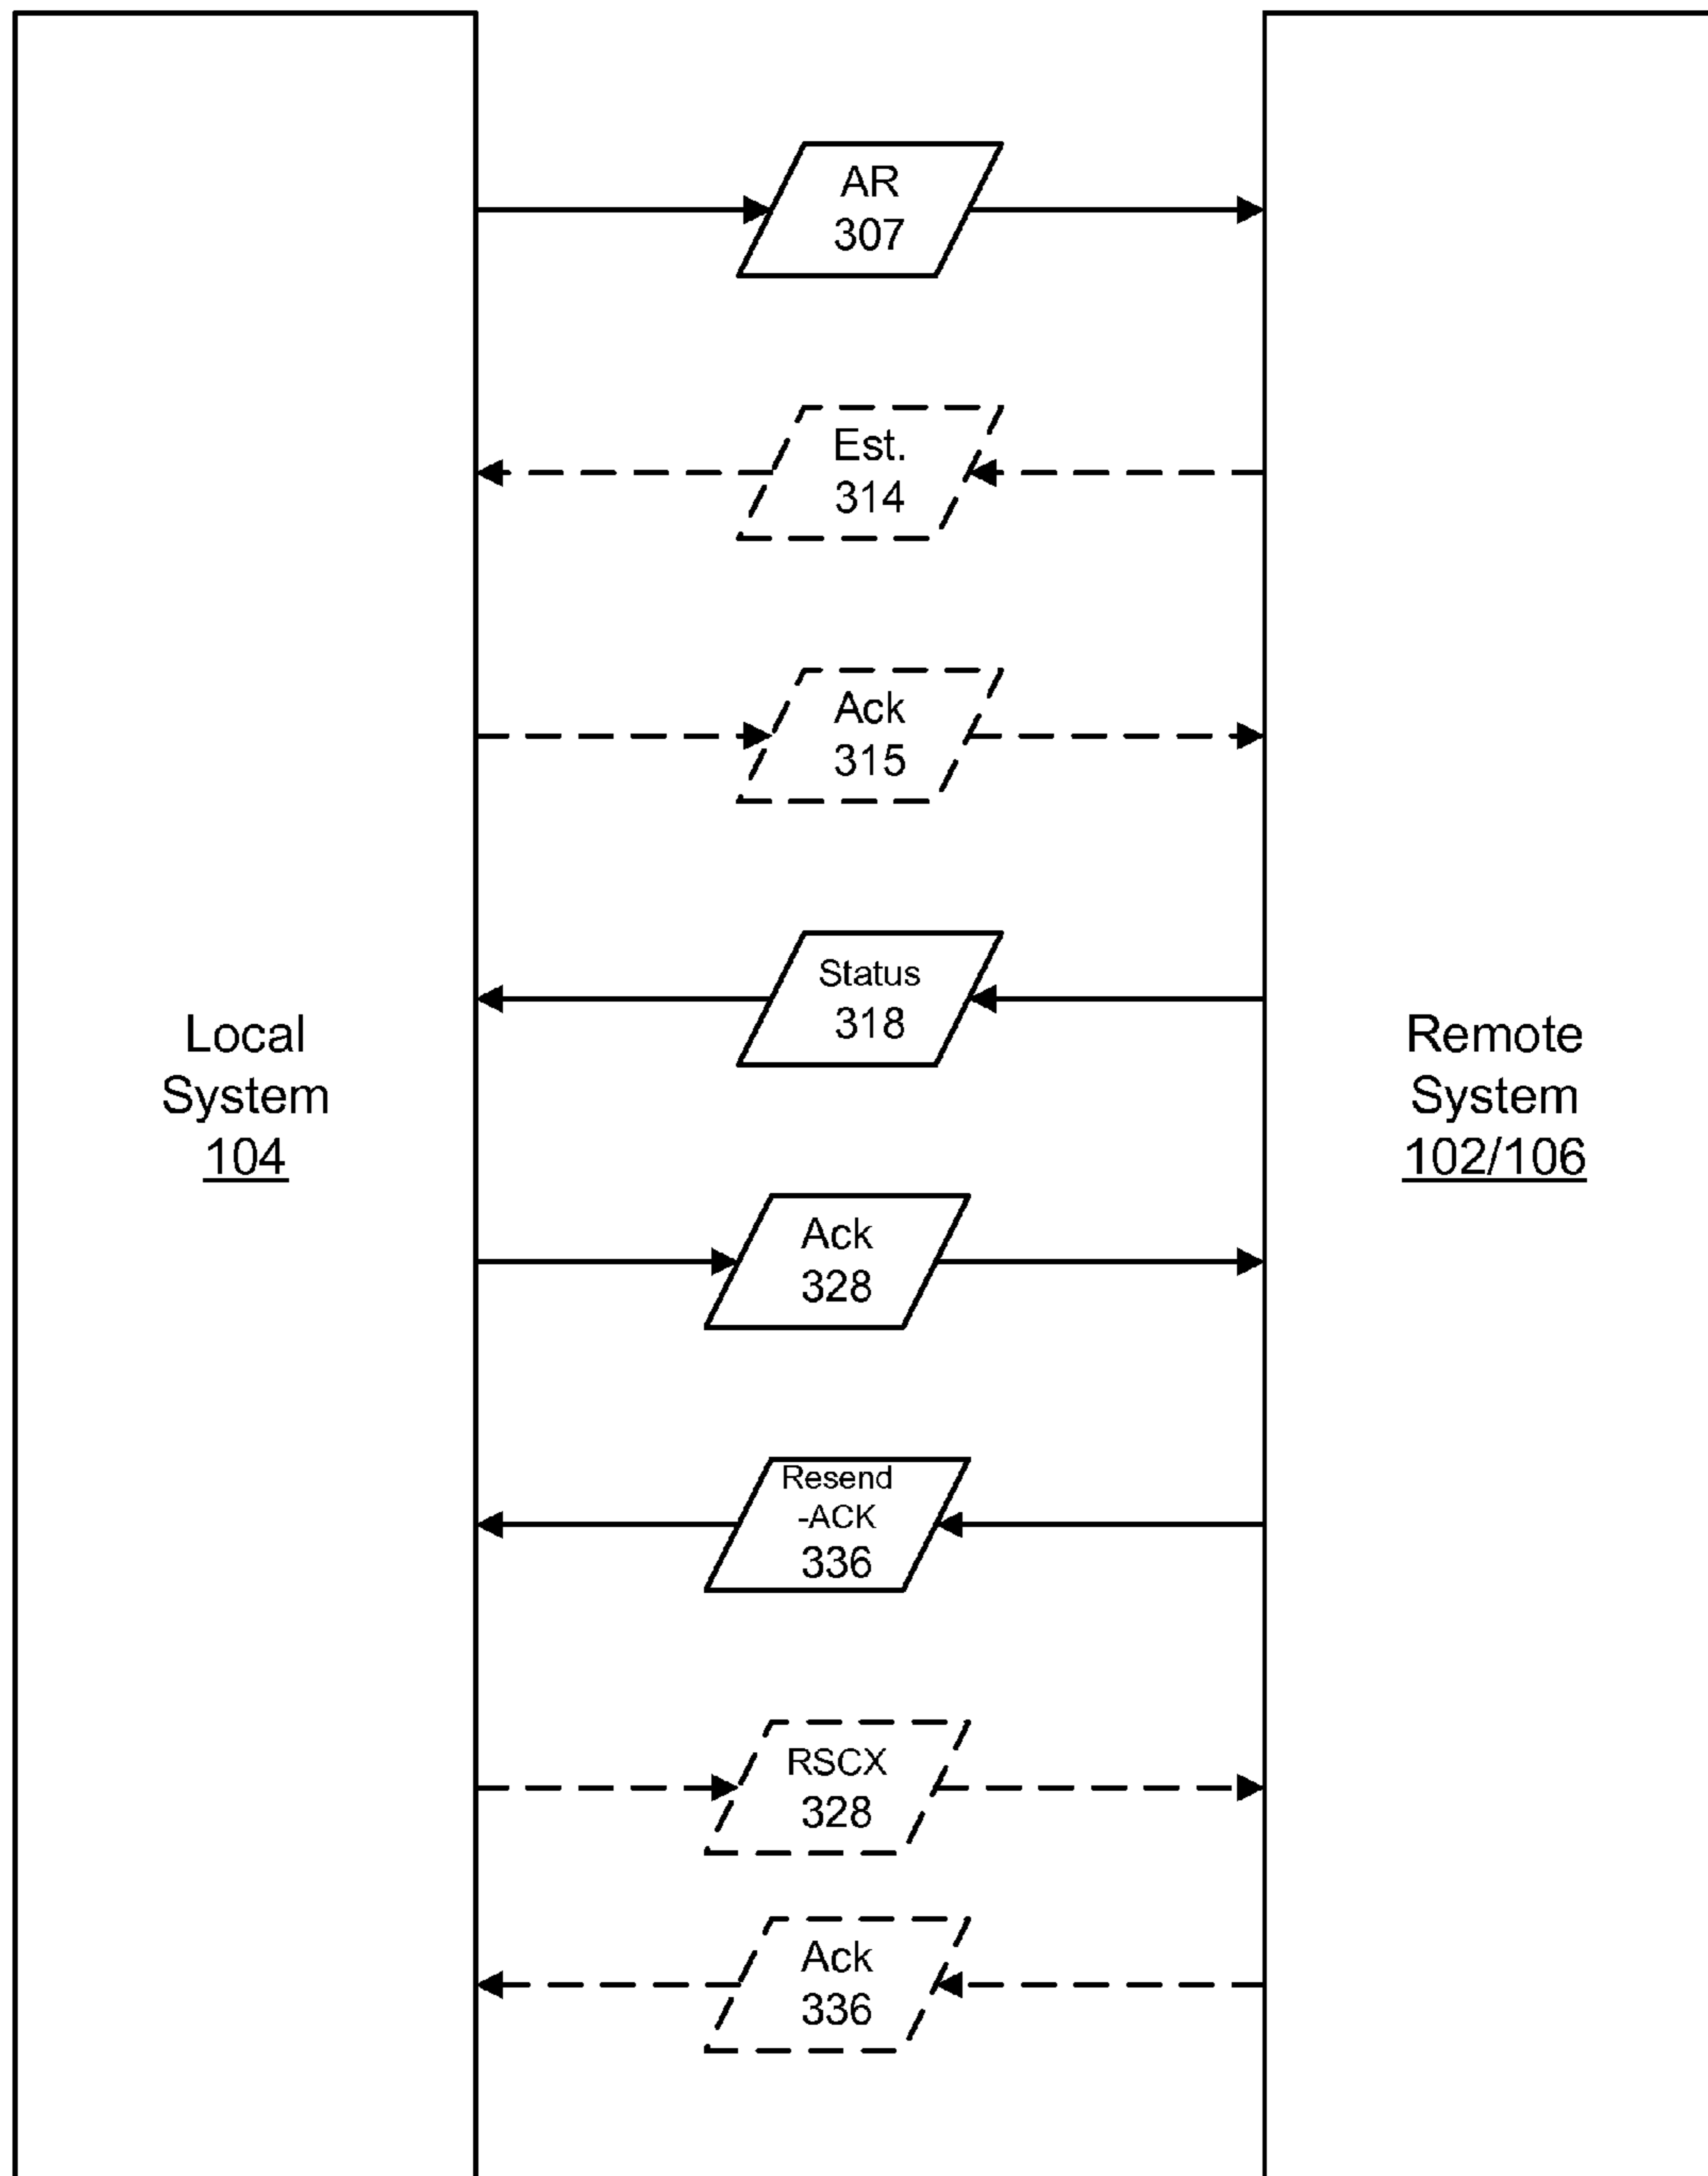 AR
307
Est.
314
Ack
315
Status
318
Local
System
104
Remote
System
102/106
Ack
328
Resend
-ACK
336
RSCX
328
Ack
336